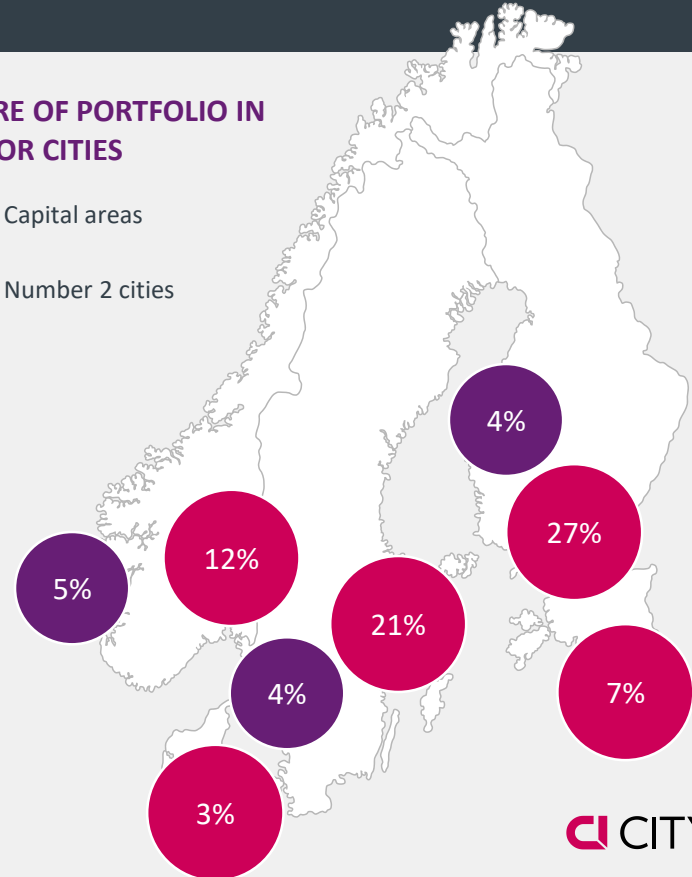 RE OF PORTFOLIO IN
OR CITIES
Capital areas
Number 2 cities
4%
27%
12%
5%
21%
4%
7%
3%
CITY